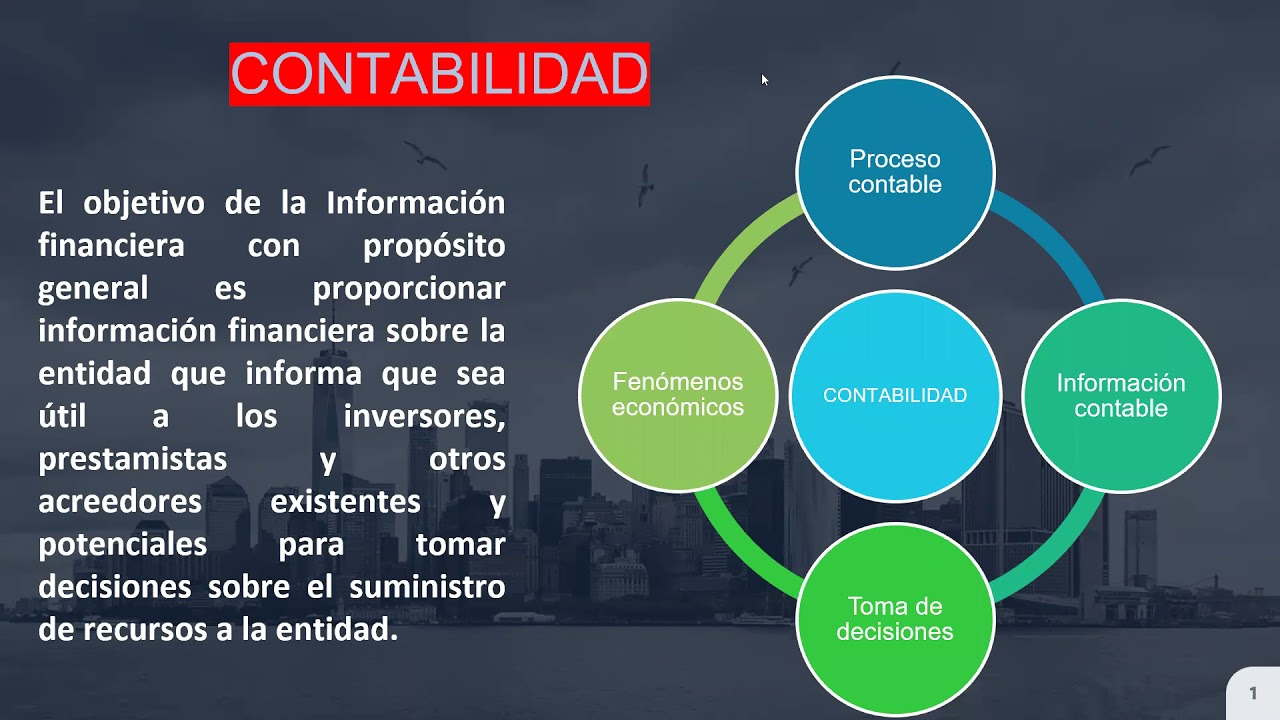 CONTABILIDAD
El objetivo de la Información
financiera con propósito
general es proporcionar
información financiera sobre la
entidad que informa que sea
útil a los inversores,
prestamistas y otros
acreedores existentes y
potenciales para tomar
decisiones sobre el suministro
de recursos a la entidad.
Proceso
contable
Fenómenos
económicos
CONTABILIDAD
Información
contable
Toma de
decisiones
1